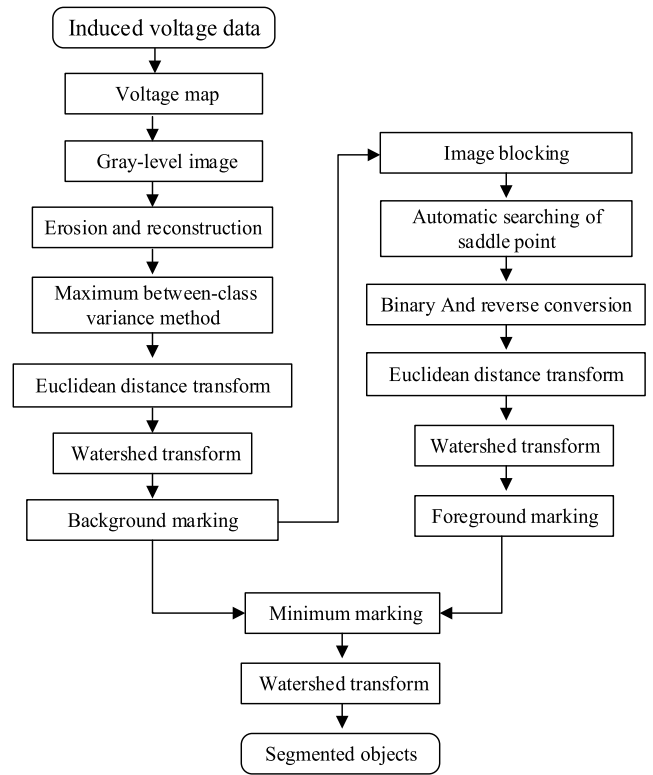 Induced voltage data
Voltage map
Gray-level image
Erosion and reconstruction
Maximum between-class
variance method
Euclidean distance transform
Watershed transform
Background marking
Image blocking
Automatic searching of
saddle point
Binary And reverse conversion
Euclidean distance transform
Watershed transform
Foreground marking
Minimum marking
Watershed transform
Segmented objects